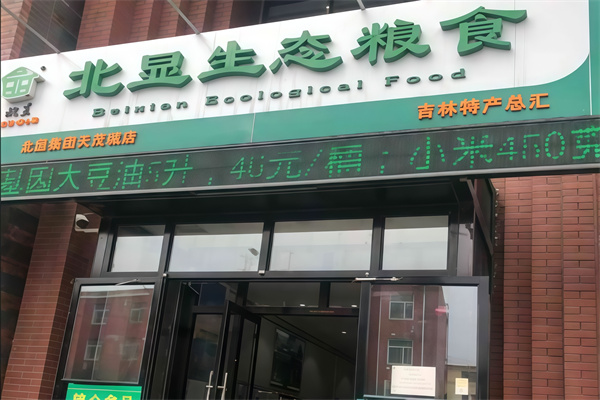 北显生态粮食
Beixian Ecological Food
北恒集团天茂城店
吉林特产总汇
基因大豆油5升，46元/桶；小米450克